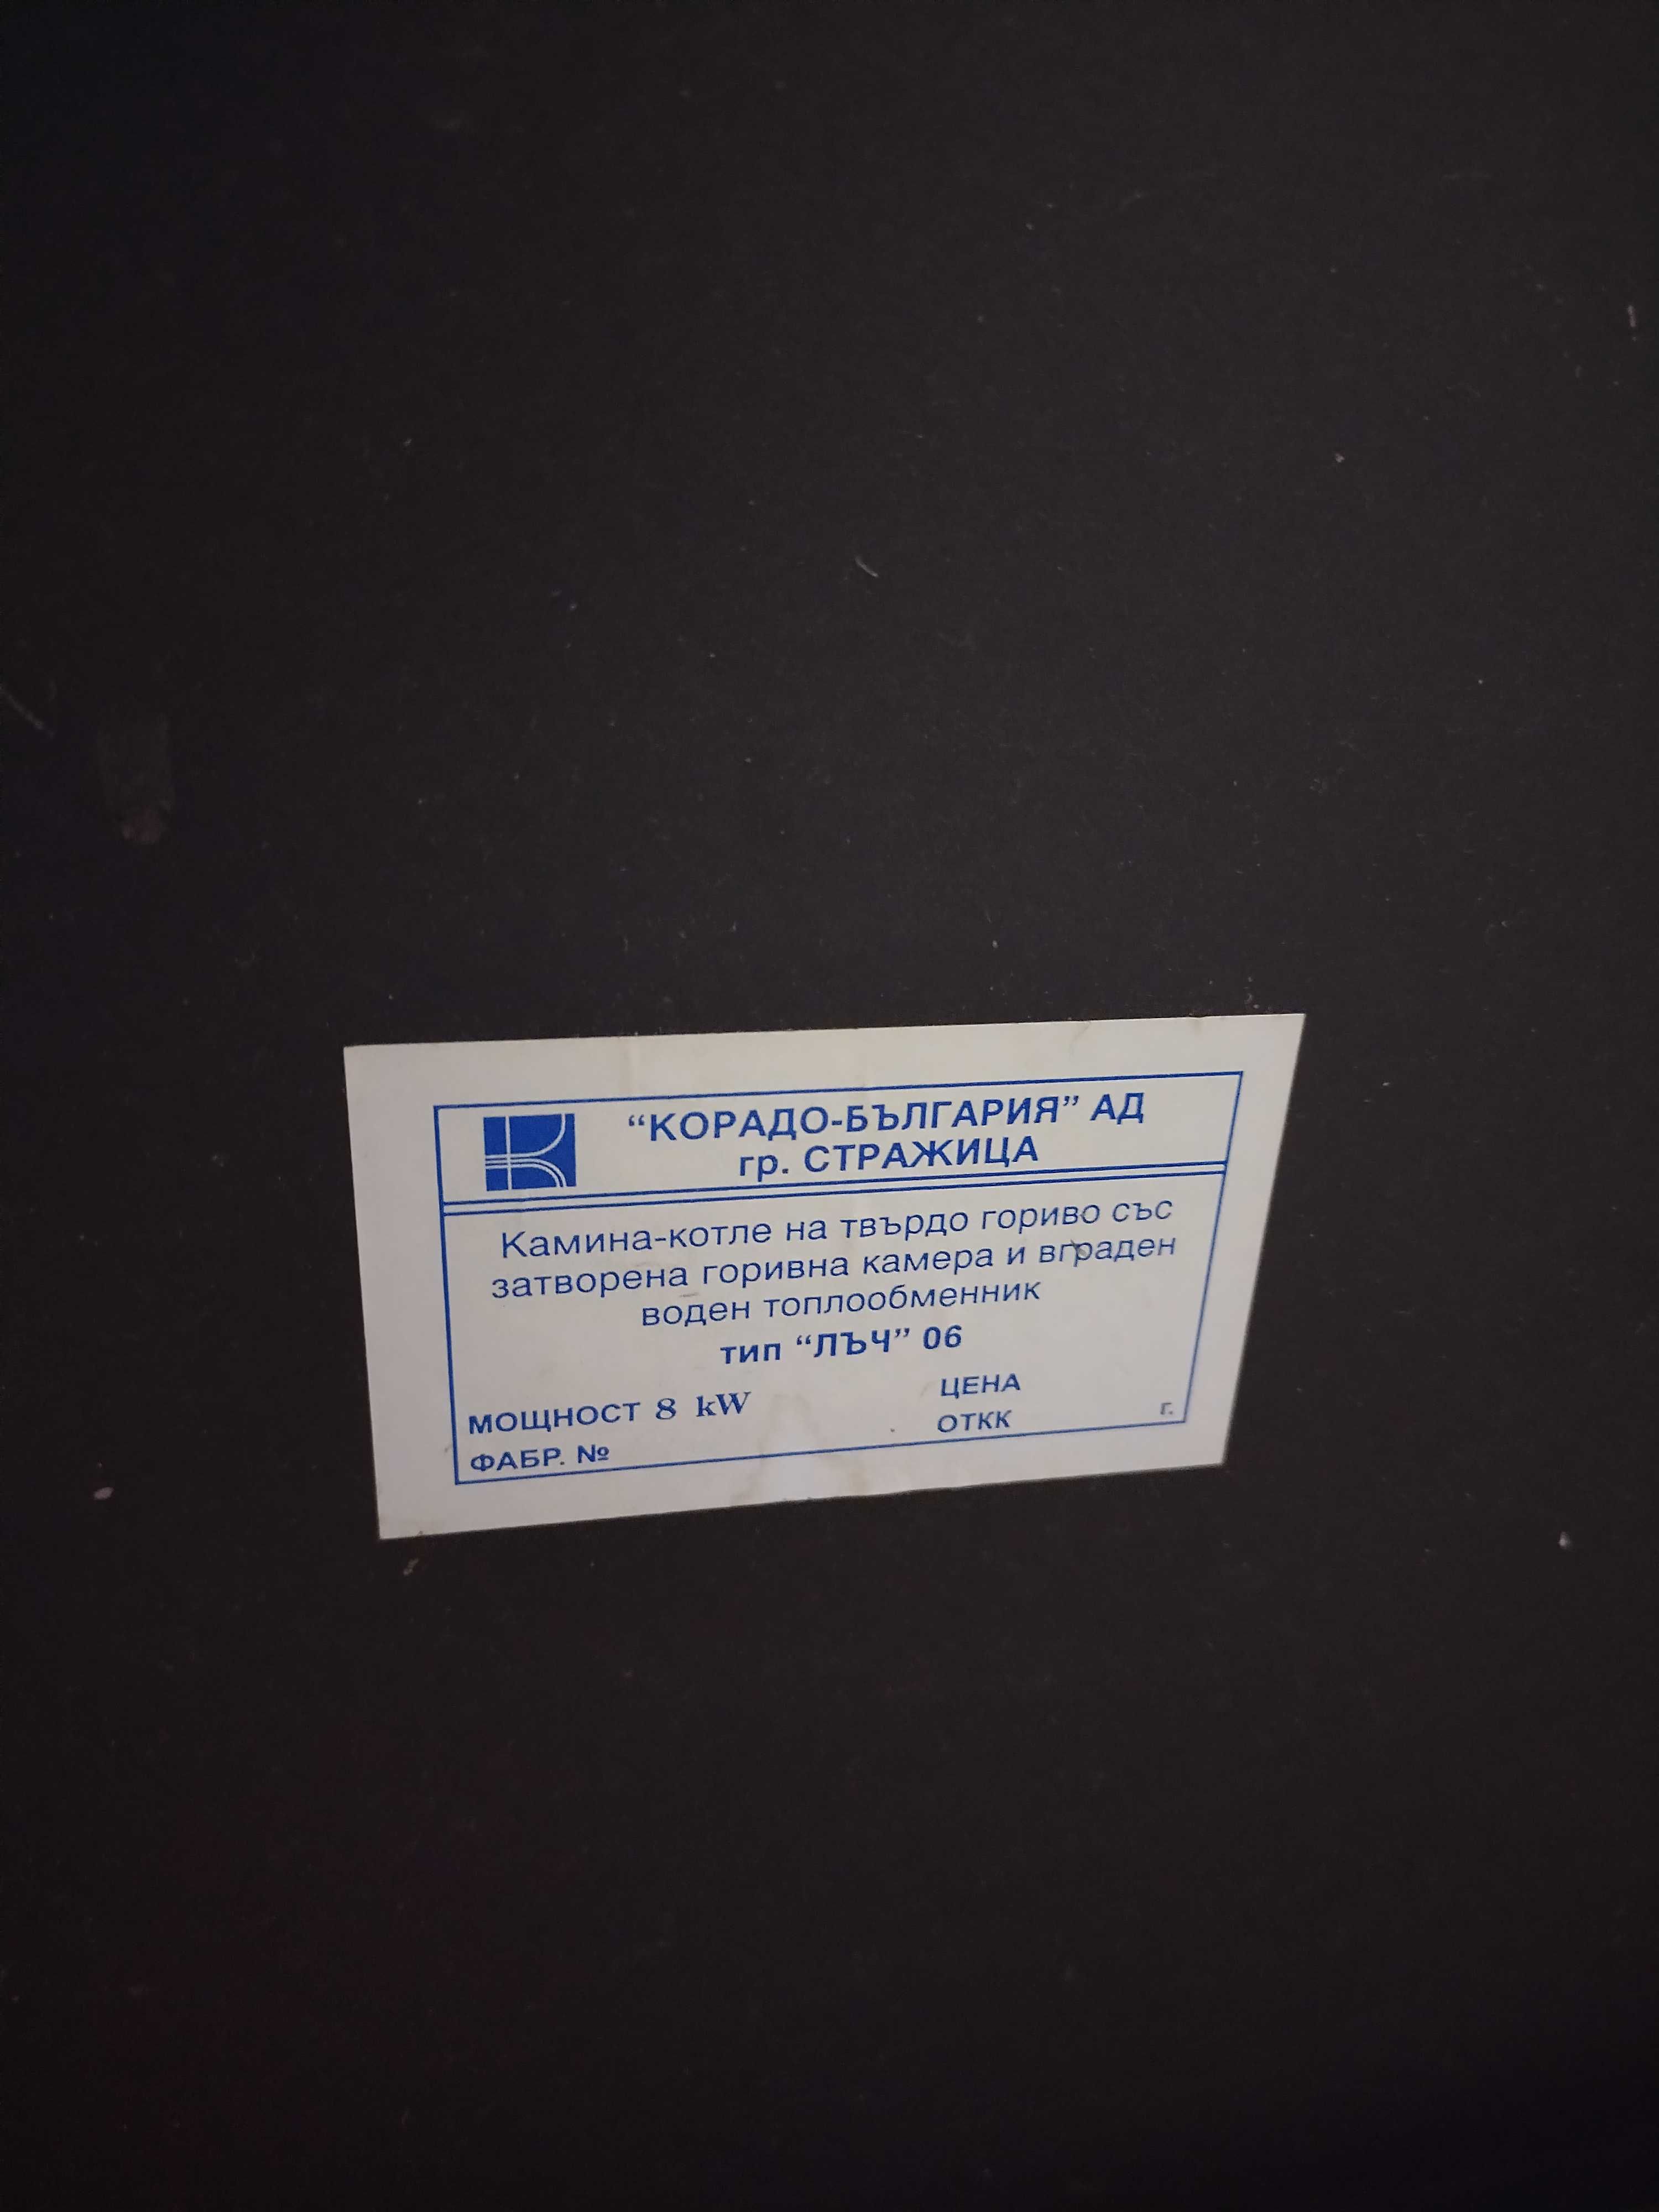 “КОРАДО-БЪЛГАРИЯ” АД
гр. СТРАЖИЦА
Камина-котле на твърдо гориво със
затворена горивна камера и вграден
воден топлообменник
тип “ЛЪЧ” 06
МОЩНОСТ 8 kW ЦЕНА
ФАБР. № ОТКК г.